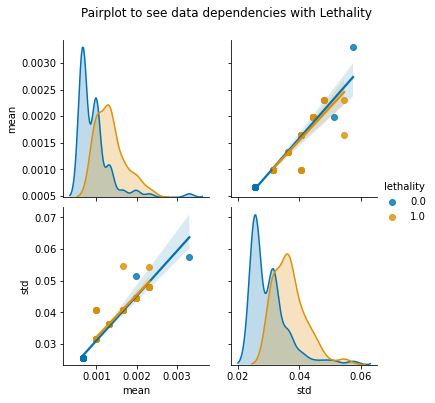 Pairplot to see data dependencies with Lethality
0.0030
0.0025
0.0020
0.0015
0.0010
0.0005
mean
lethality
0.0
1.0
0.07
0.06
0.05
0.04
0.03
std
0.001 0.002 0.003
mean
0.02 0.04 0.06
std